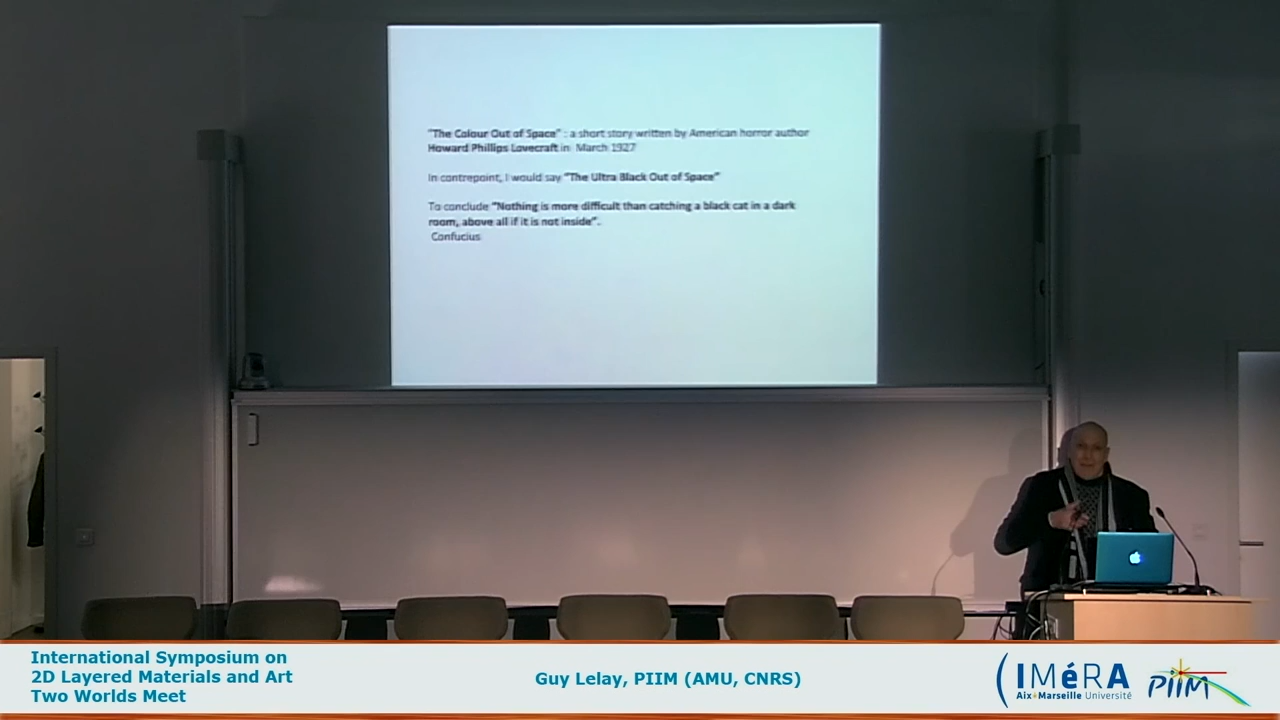 "The Colour Out of Space" : a short story written by American horror author
Howard Phillips Lovecraft in March 1927
In contrepoint, I would say "The Ultra Black Out of Space"
To conclude "Nothing is more difficult than catching a black cat in a dark
room, above all if it is not inside".
Confucius
International Symposium on
2D Layered Materials and Art
Two Worlds Meet
Guy Lelay, PIIM (AMU, CNRS)
IMéRA
Aix*Marseille Université
PIIM